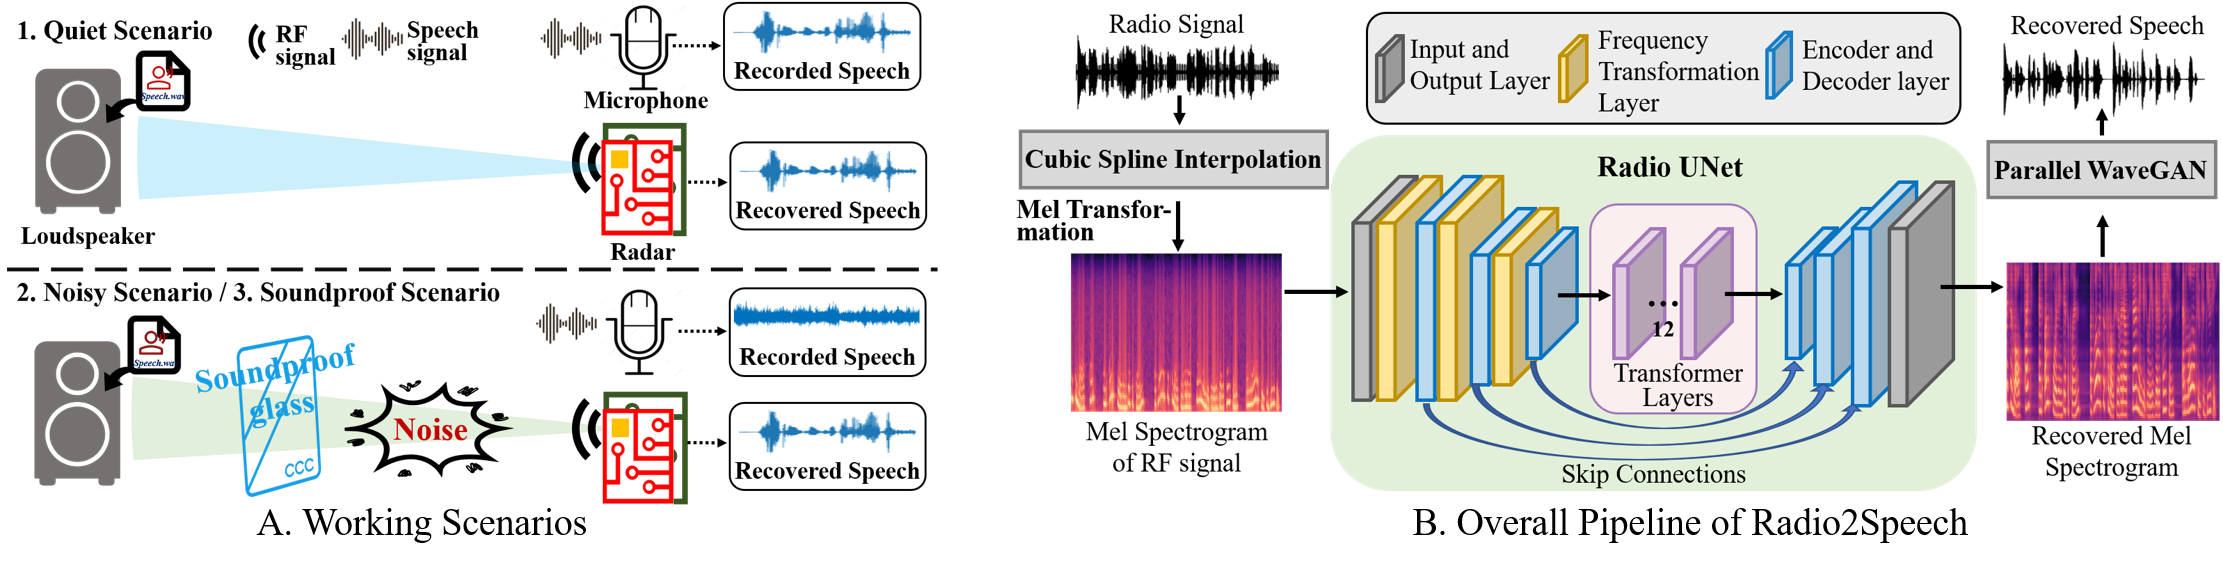 1. Quiet Scenario
RF
signal
Speech
signal
Speech.wav
Loudspeaker
Microphone
Recorded Speech
Radar
Recovered Speech
2. Noisy Scenario / 3. Soundproof Scenario
Speech.wav
Soundproof
glass
CCC
Noise
Recorded Speech
Recovered Speech
A. Working Scenarios
Radio Signal
Cubic Spline Interpolation
Mel Transfor-
mation
Mel Spectrogram
of RF signal
Input and
Output Layer
Frequency
Transformation
Layer
Encoder and
Decoder layer
Radio UNet
...
12
Transformer
Layers
Skip Connections
Recovered Speech
Parallel WaveGAN
Recovered Mel
Spectrogram
B. Overall Pipeline of Radio2Speech